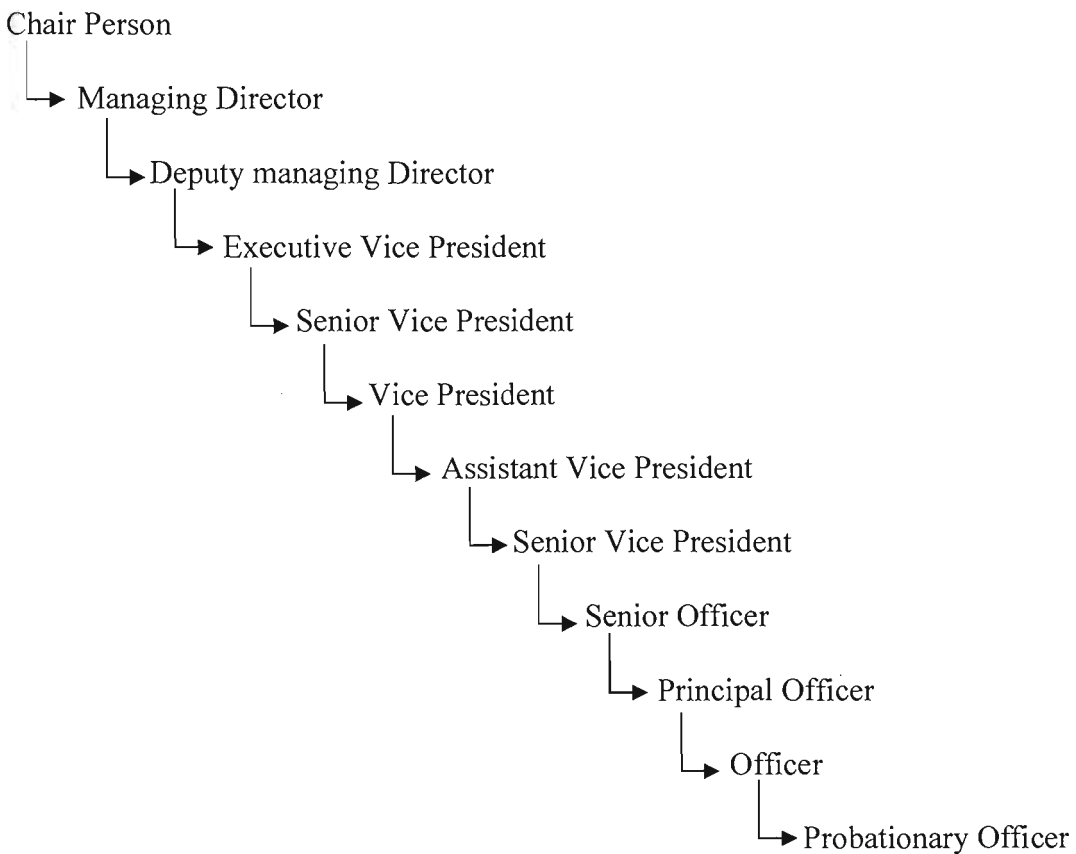 Chair Person
Managing Director
Deputy managing Director
Executive Vice President
Senior Vice President
Vice President
Assistant Vice President
Senior Vice President
Senior Officer
Principal Officer
Officer
Probationary Officer